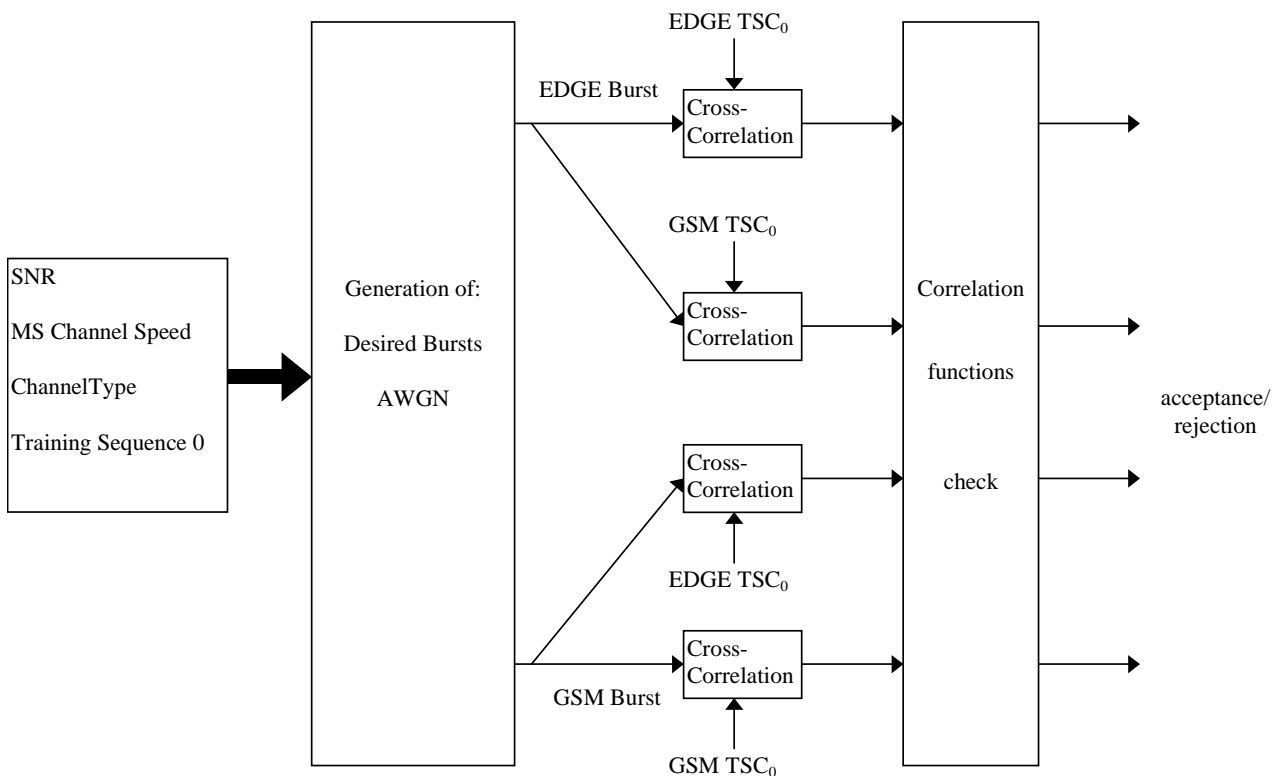 EDGE TSC₀
EDGE Burst
Cross-
Correlation
GSM TSC₀
Cross-
Correlation
SNR
MS Channel Speed
ChannelType
Training Sequence 0
Generation of:
Desired Bursts
AWGN
Correlation
functions
check
acceptance/
rejection
Cross-
Correlation
EDGE TSC₀
Cross-
Correlation
GSM Burst
GSM TSC₀